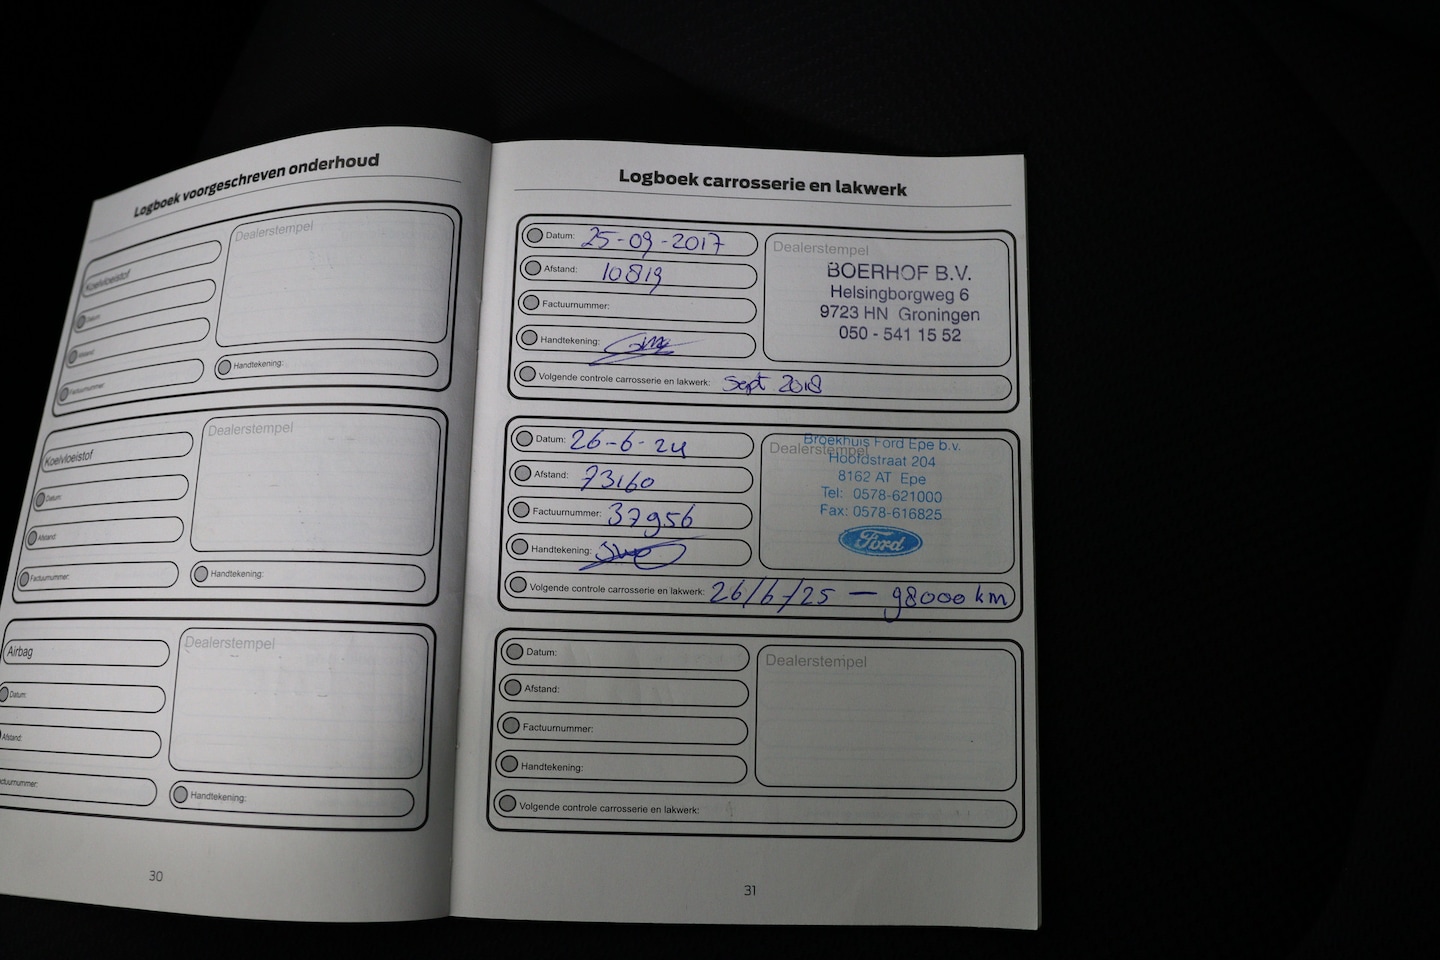 Logboek voorgeschreven onderhoud
Koelvloeistof
Datum:
Afstand:
Factuurnummer:
Dealerstempel
Handtekening:
Koelvloeistof
Datum:
Afstand:
Factuurnummer:
Dealerstempel
Handtekening:
Airbag
Datum:
Afstand:
Dealerstempel
Handtekening:
30
Logboek carrosserie en lakwerk
Datum: 25-09-2017
Afstand: 10819
Factuurnummer:
Handtekening:
Volgende controle carrosserie en lakwerk: Sept 2018
Dealerstempel
BOERHOF B.V.
Helsingborgweg 6
9723 HN Groningen
050 - 541 15 52
Datum: 26-6-24
Afstand: 73160
Factuurnummer: 37956
Handtekening:
Volgende controle carrosserie en lakwerk: 26/6/25 — 98000 km
Dealerstempel
Broekhuis Ford Epe b.v.
Hoofdstraat 204
8162 AT Epe
Tel: 0578-621000
Fax: 0578-616825
Ford
Datum:
Afstand:
Factuurnummer:
Handtekening:
Volgende controle carrosserie en lakwerk:
Dealerstempel
31